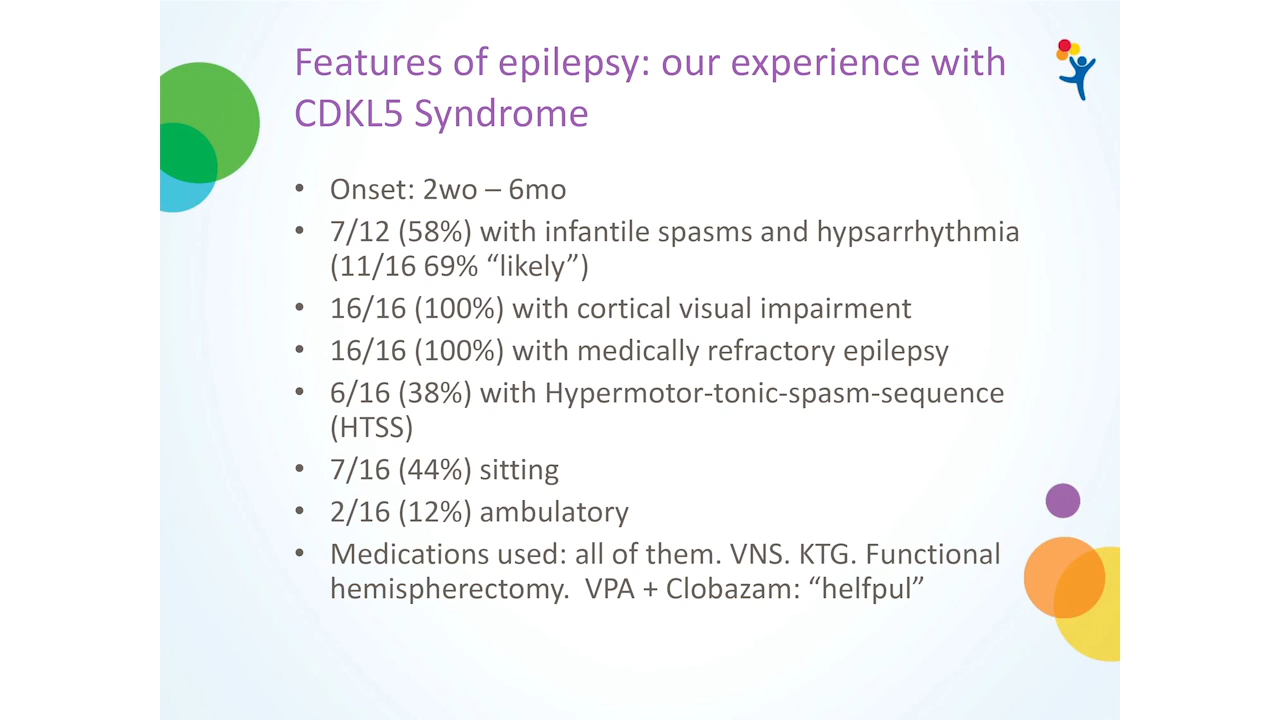 Features of epilepsy: our experience with
CDKL5 Syndrome
• Onset: 2wo – 6mo
• 7/12 (58%) with infantile spasms and hypsarrhythmia
(11/16 69% “likely”)
• 16/16 (100%) with cortical visual impairment
• 16/16 (100%) with medically refractory epilepsy
• 6/16 (38%) with Hypermotor-tonic-spasm-sequence
(HTSS)
• 7/16 (44%) sitting
• 2/16 (12%) ambulatory
• Medications used: all of them. VNS. KTG. Functional
hemispherectomy.  VPA + Clobazam: “helfpul”